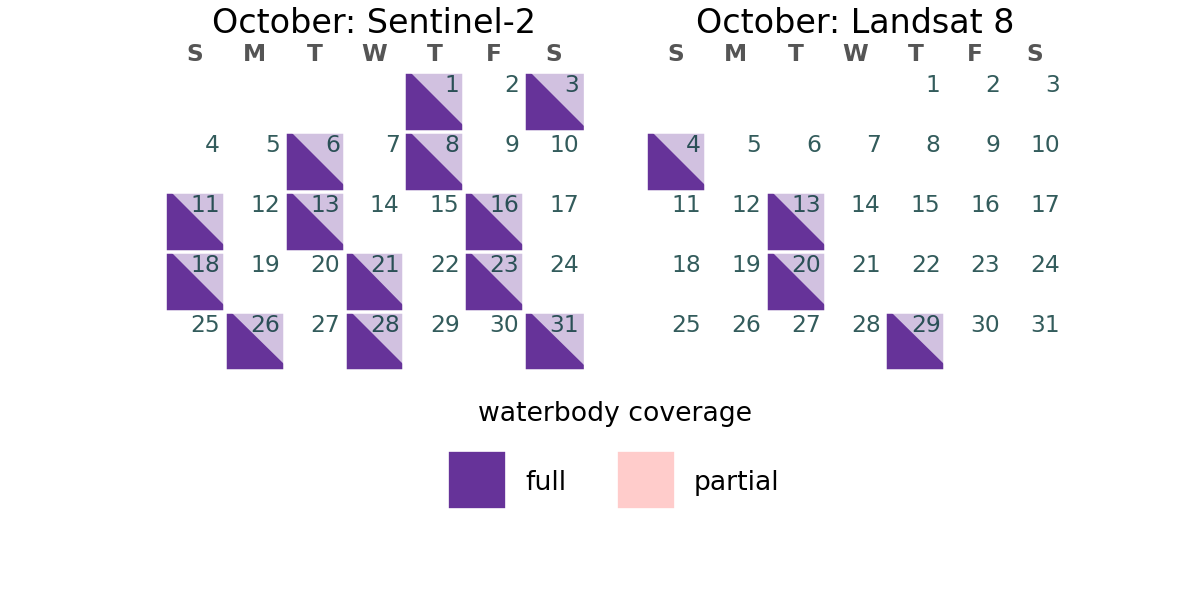 October: Sentinel-2
S M T W T F S
1 2 3
4 5 6 7 8 9 10
11 12 13 14 15 16 17
18 19 20 21 22 23 24
25 26 27 28 29 30 31
October: Landsat 8
S M T W T F S
1 2 3
4 5 6 7 8 9 10
11 12 13 14 15 16 17
18 19 20 21 22 23 24
25 26 27 28 29 30 31
waterbody coverage
full partial